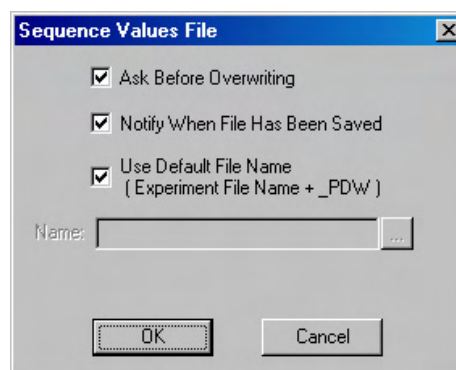 Sequence Values File
Ask Before Overwriting
Notify When File Has Been Saved
Use Default File Name
( Experiment File Name + _PDW )
Name:
...
OK
Cancel